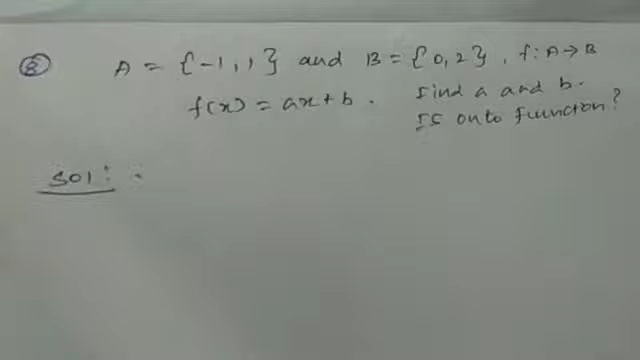 ⑧ A = {-1, 1} and B = {0, 2}, f: A → B
f(x) = ax + b. Find a and b.
Is onto function?
Sol: -